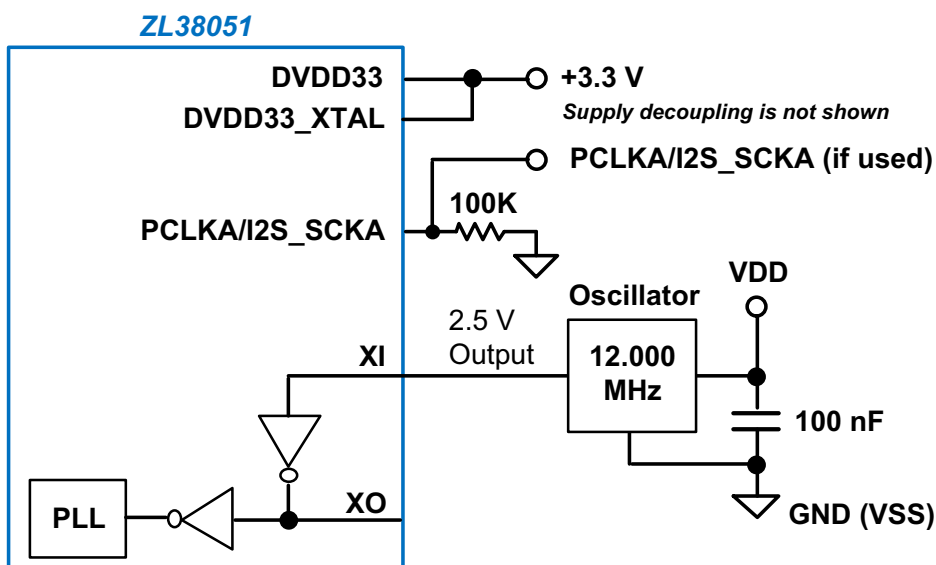 ZL38051
DVDD33
+3.3 V
DVDD33_XTAL
Supply decoupling is not shown
PCLKA/I2S_SCKA (if used)
100K
PCLKA/I2S_SCKA
VDD
Oscillator
2.5 V
Output
XI
12.000
MHz
100 nF
PLL
XO
GND (VSS)